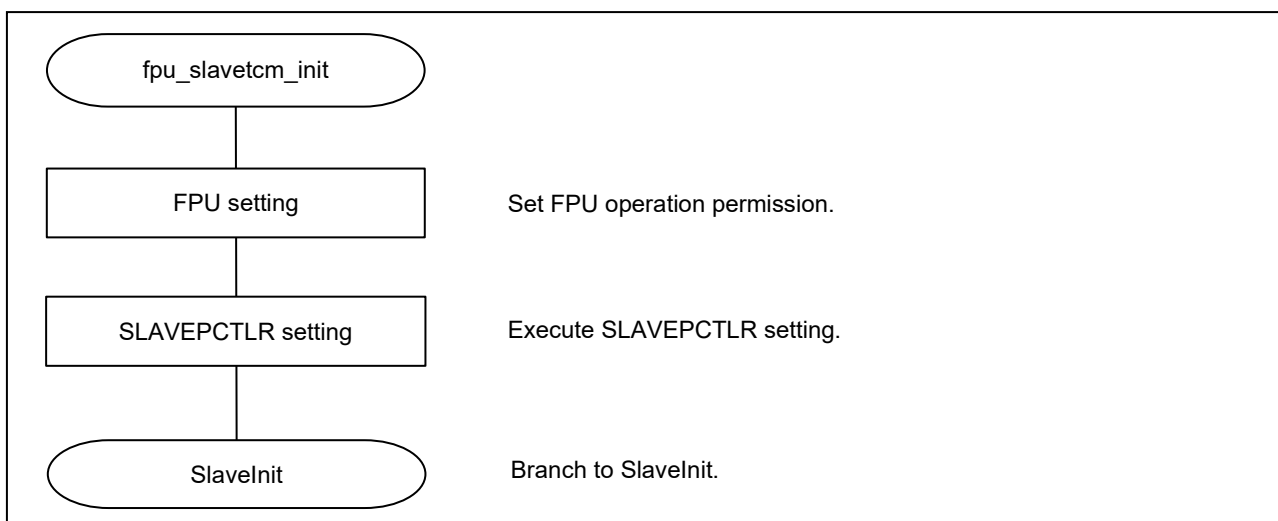 fpu_slavetcm_init
FPU setting
Set FPU operation permission.
SLAVEPCTLR setting
Execute SLAVEPCTLR setting.
SlaveInit
Branch to SlaveInit.